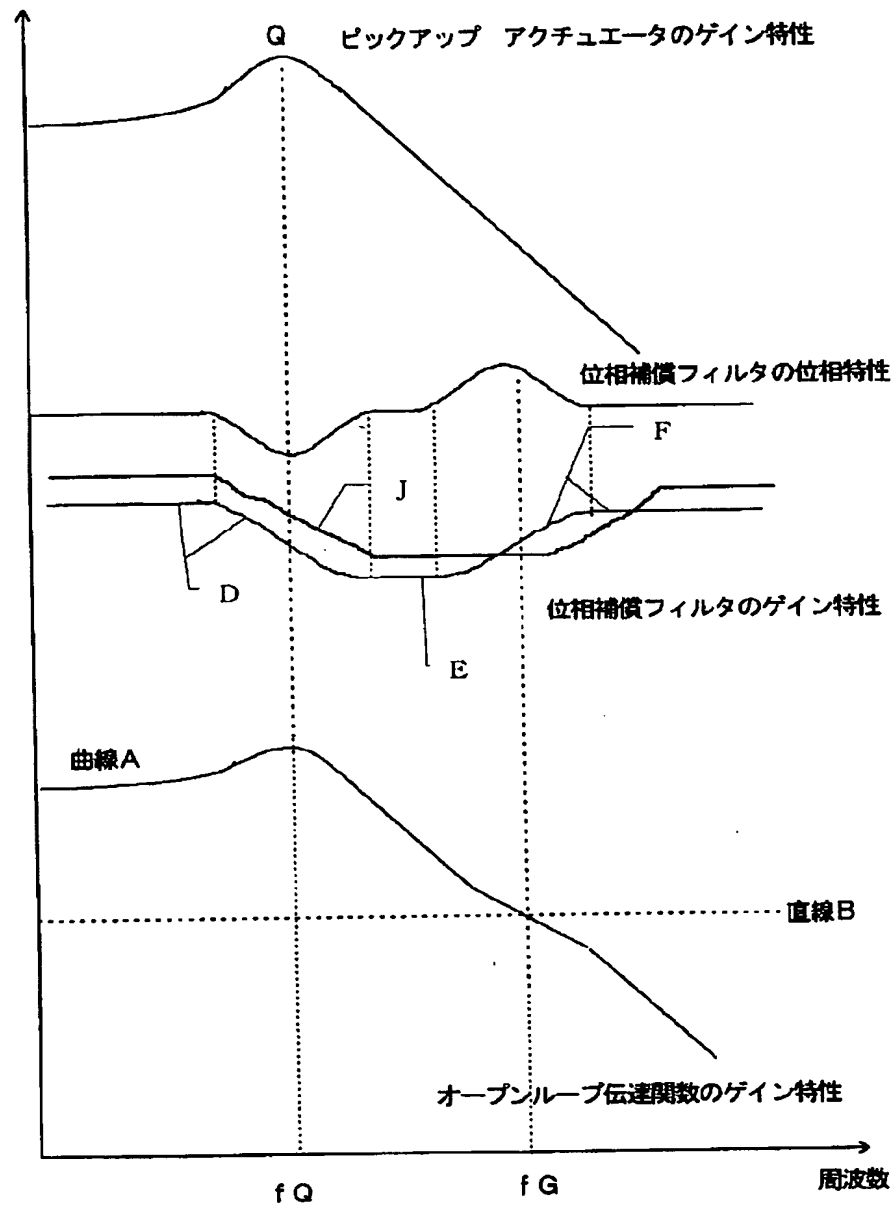 Q ピックアップ アクチュエータのゲイン特性
位相補償フィルタの位相特性
F
J
D
位相補償フィルタのゲイン特性
E
曲線A
直線B
オープンループ伝達関数のゲイン特性
周波数
fQ
fG